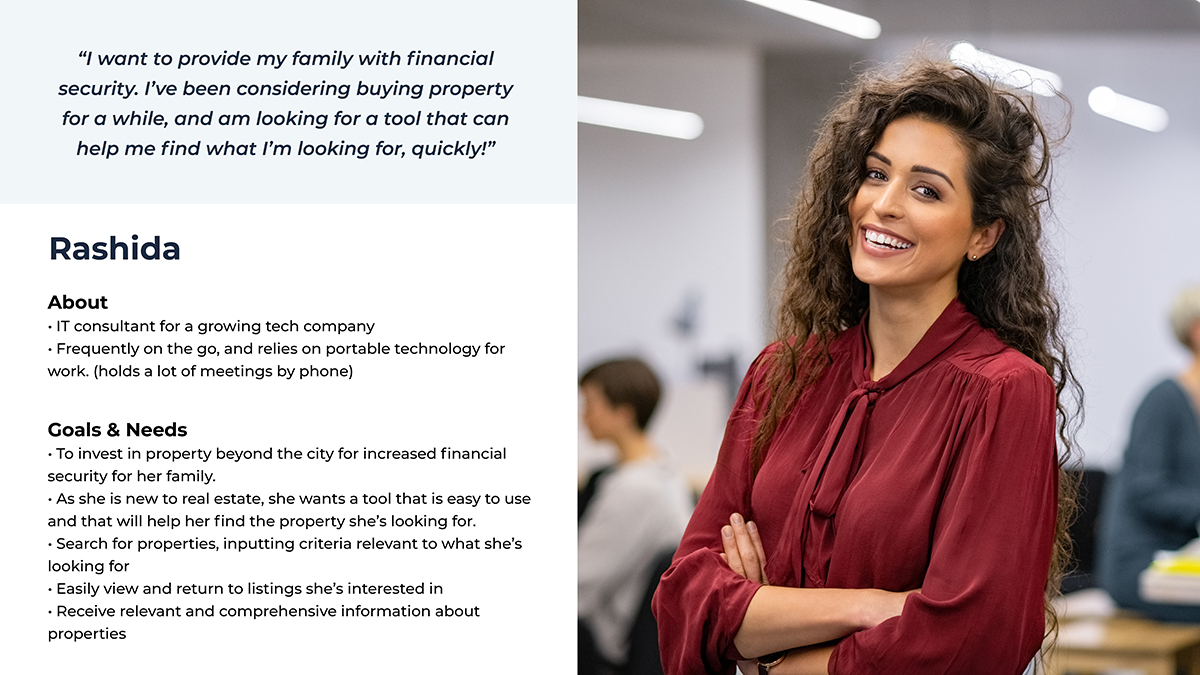 “I want to provide my family with financial
security. I’ve been considering buying property
for a while, and am looking for a tool that can
help me find what I’m looking for, quickly!”
Rashida
About
• IT consultant for a growing tech company
• Frequently on the go, and relies on portable technology for
work. (holds a lot of meetings by phone)
Goals & Needs
• To invest in property beyond the city for increased financial
security for her family.
• As she is new to real estate, she wants a tool that is easy to use
and that will help her find the property she’s looking for.
• Search for properties, inputting criteria relevant to what she’s
looking for
• Easily view and return to listings she’s interested in
• Receive relevant and comprehensive information about
properties